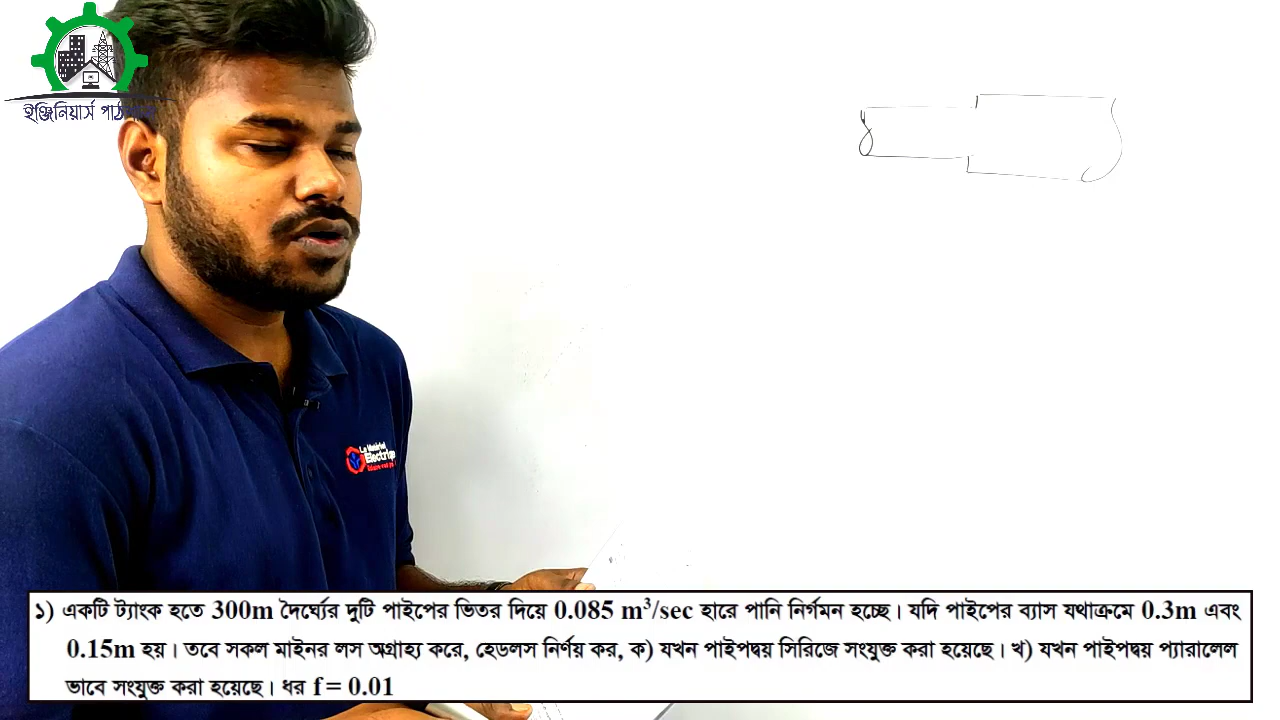 ইঞ্জিনিয়ার্স
Electrique
১) একটি ট্যাংক হতে 300m দৈর্ঘ্যের দুটি পাইপের ভিতর দিয়ে 0.085 m³/sec হারে পানি নির্গমন হচ্ছে। যদি পাইপের ব্যাস যথাক্রমে 0.3m এবং
0.15m হয়। তবে সকল মাইনর লস অগ্রাহ্য করে, হেডলস নির্ণয় কর, ক) যখন পাইপদ্বয় সিরিজে সংযুক্ত করা হয়েছে। খ) যখন পাইপদ্বয় প্যারালেল
ভাবে সংযুক্ত করা হয়েছে। ধর f = 0.01